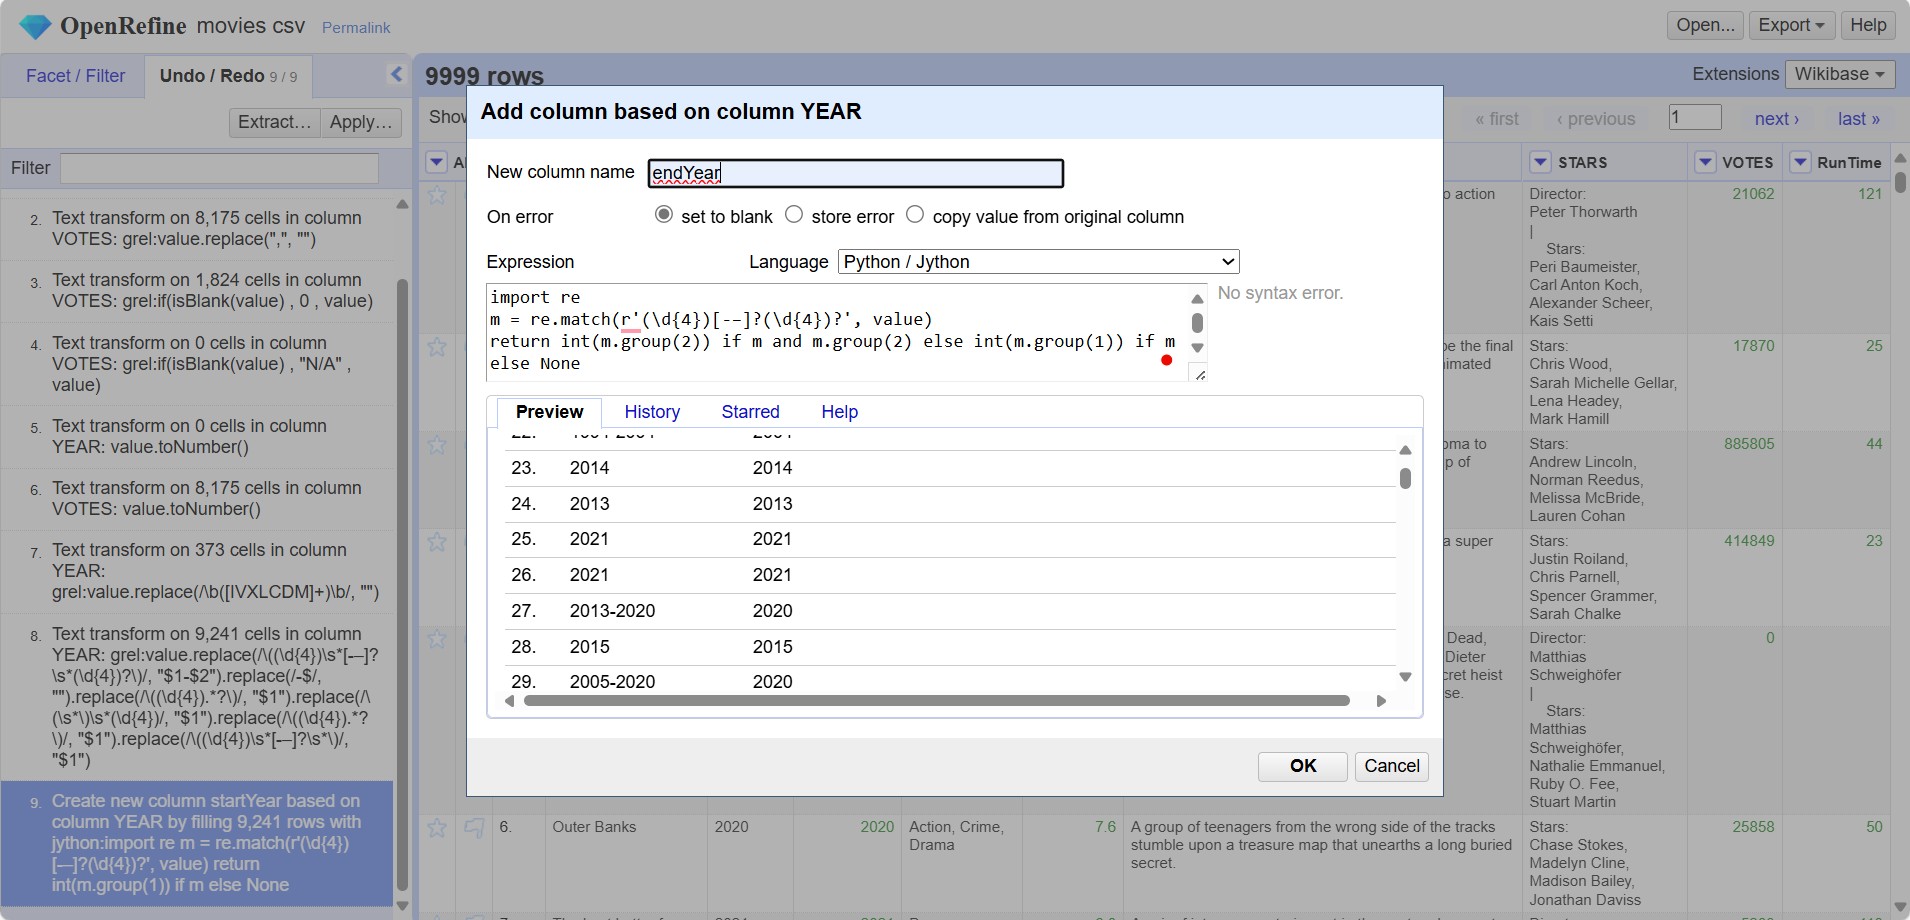 OpenRefine movies csv Permalink
Open... Export Help
Facet / Filter Undo / Redo 9 / 9
Extract... Apply...
Filter
2. Text transform on 8,175 cells in column
VOTES: grel:value.replace(",", "")
3. Text transform on 1,824 cells in column
VOTES: grel:if(isBlank(value) , 0 , value)
4. Text transform on 0 cells in column
VOTES: grel:if(isBlank(value) , "N/A" ,
value)
5. Text transform on 0 cells in column
YEAR: value.toNumber()
6. Text transform on 8,175 cells in column
VOTES: value.toNumber()
7. Text transform on 373 cells in column
YEAR:
grel:value.replace(/\b([IVXLCDM]+)\b/, "")
8. Text transform on 9,241 cells in column
YEAR: grel:value.replace(/\((\d{4})\s*[-–]?
\s*(\d{4})?\)/, "$1-$2").replace(/-$/,
"").replace(/\((\d{4}).*?\)/, "$1").replace(/\
(\s*\)\s*(\d{4})/, "$1").replace(/\((\d{4}).*?
\)/, "$1").replace(/\((\d{4})\s*[-–]?\s*\)/,
"$1")
9. Create new column startYear based on
column YEAR by filling 9,241 rows with
jython:import re m = re.match(r'(\d{4})
[-–]?(\d{4})?', value) return
int(m.group(1)) if m else None
9999 rows
Extensions Wikibase
Show
« first ‹ previous 1 next › last »
STARS VOTES RunTime
Add column based on column YEAR
New column name endYear
On error set to blank store error copy value from original column
Expression Language Python / Jython
import re
m = re.match(r'(\d{4})[-–]?(\d{4})?', value)
return int(m.group(2)) if m and m.group(2) else int(m.group(1)) if m
else None
No syntax error.
Preview History Starred Help
23. 2014 2014
24. 2013 2013
25. 2021 2021
26. 2021 2021
27. 2013-2020 2020
28. 2015 2015
29. 2005-2020 2020
OK Cancel
o action Director: 21062 121
Peter Thorwarth
|
Stars:
Peri Baumeister,
Carl Anton Koch,
Alexander Scheer,
Kais Setti
be the final Stars: 17870 25
imated Chris Wood,
Sarah Michelle Gellar,
Lena Headey,
Mark Hamill
oma to Stars: 885805 44
p of Andrew Lincoln,
Norman Reedus,
Melissa McBride,
Lauren Cohan
a super Stars: 414849 23
Justin Roiland,
Chris Parnell,
Spencer Grammer,
Sarah Chalke
Dead, Director: 0
Dieter Matthias
cret heist Schweighöfer
se. |
Stars:
Matthias
Schweighöfer,
Nathalie Emmanuel,
Ruby O. Fee,
Stuart Martin
6. Outer Banks 2020 2020 Action, Crime, 7.6 A group of teenagers from the wrong side of the tracks Stars: 25858 50
Drama stumble upon a treasure map that unearths a long buried Chase Stokes,
secret. Madelyn Cline,
Madison Bailey,
Jonathan Daviss